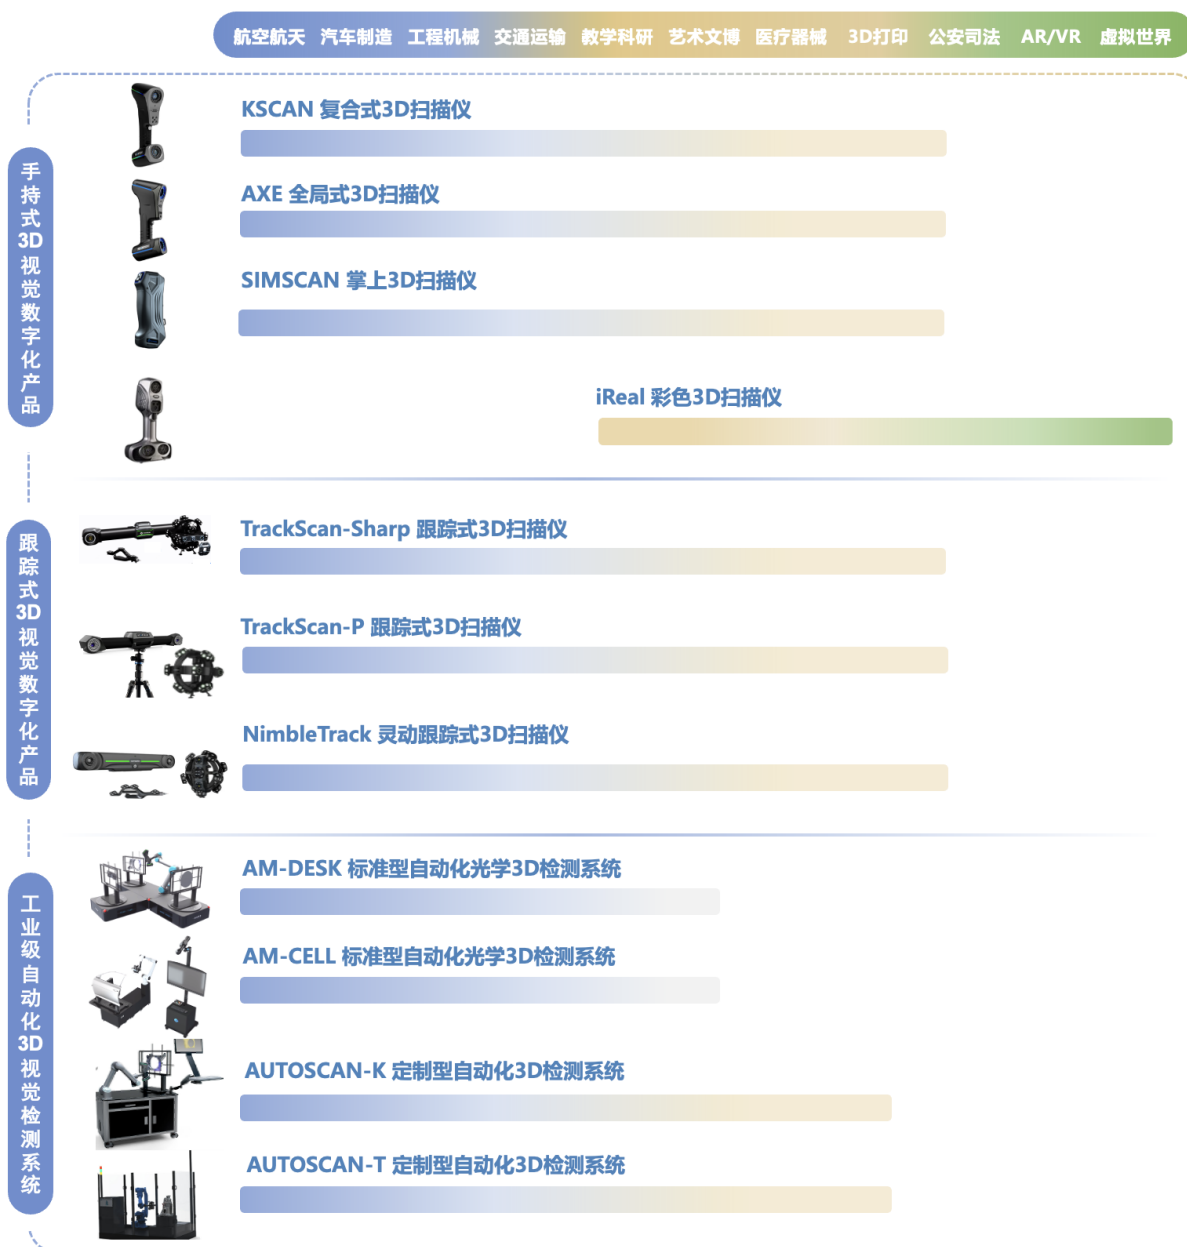 航空航天 汽车制造 工程机械 交通运输 教学科研 艺术文博 医疗器械 3D打印 公安司法 AR/VR 虚拟世界
手持式3D视觉数字化产品
KSCAN 复合式3D扫描仪
AXE 全局式3D扫描仪
SIMSCAN 掌上3D扫描仪
iReal 彩色3D扫描仪
跟踪式3D视觉数字化产品
TrackScan-Sharp 跟踪式3D扫描仪
TrackScan-P 跟踪式3D扫描仪
NimbleTrack 灵动跟踪式3D扫描仪
工业级自动化3D视觉检测系统
AM-DESK 标准型自动化光学3D检测系统
AM-CELL 标准型自动化光学3D检测系统
AUTOSCAN-K 定制型自动化3D检测系统
AUTOSCAN-T 定制型自动化3D检测系统